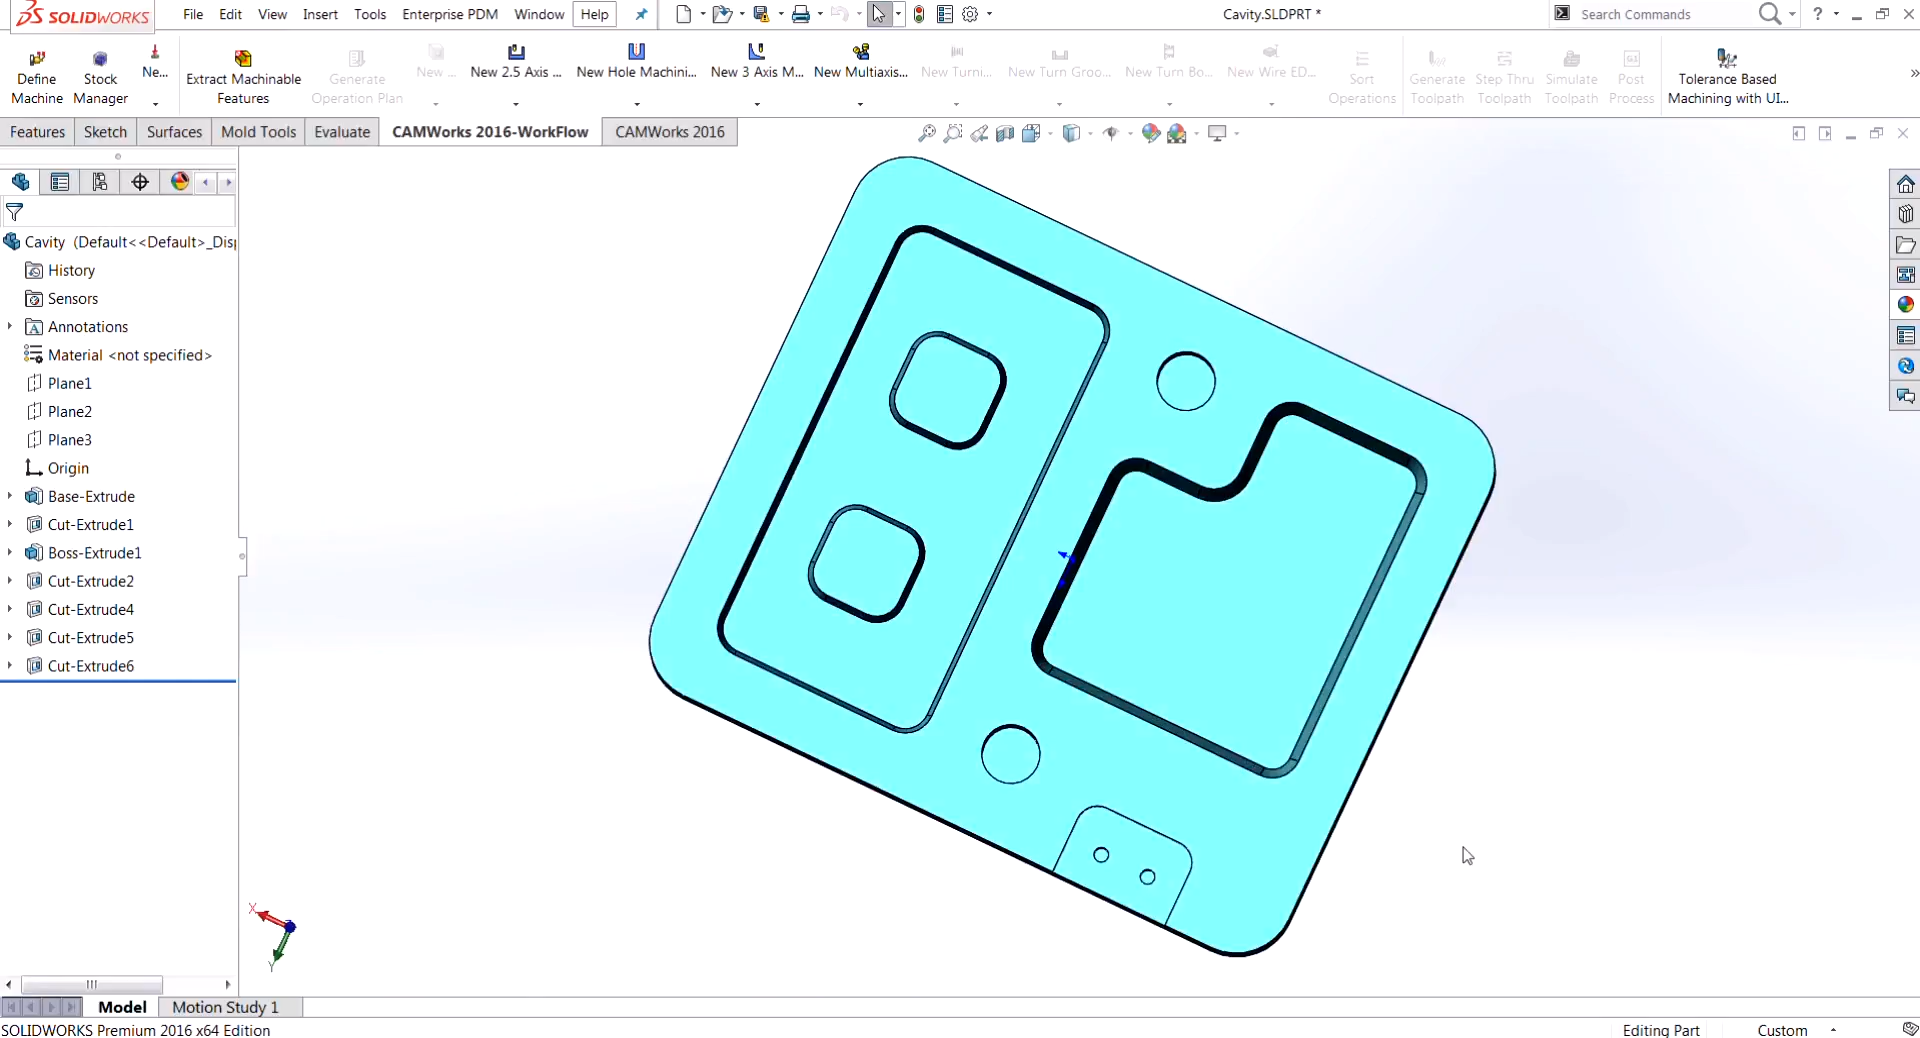 SOLIDWORKS File Edit View Insert Tools Enterprise PDM Window Help Cavity.SLDPRT * Search Commands ?
Define Machine
Stock Manager
Ne...
Extract Machinable Features
Generate Operation Plan
New ...
New 2.5 Axis ...
New Hole Machini...
New 3 Axis M...
New Multiaxis...
New Turni...
New Turn Groo...
New Turn Bo...
New Wire ED...
Sort Operations
Generate Toolpath
Step Thru Toolpath
Simulate Toolpath
G1
Post Process
Tolerance Based Machining with UI...
Features Sketch Surfaces Mold Tools Evaluate CAMWorks 2016-WorkFlow CAMWorks 2016
Cavity (Default<<Default>_Disp
History
Sensors
Annotations
Material <not specified>
Plane1
Plane2
Plane3
Origin
Base-Extrude
Cut-Extrude1
Boss-Extrude1
Cut-Extrude2
Cut-Extrude4
Cut-Extrude5
Cut-Extrude6
X
Y
Model Motion Study 1
SOLIDWORKS Premium 2016 x64 Edition Editing Part Custom